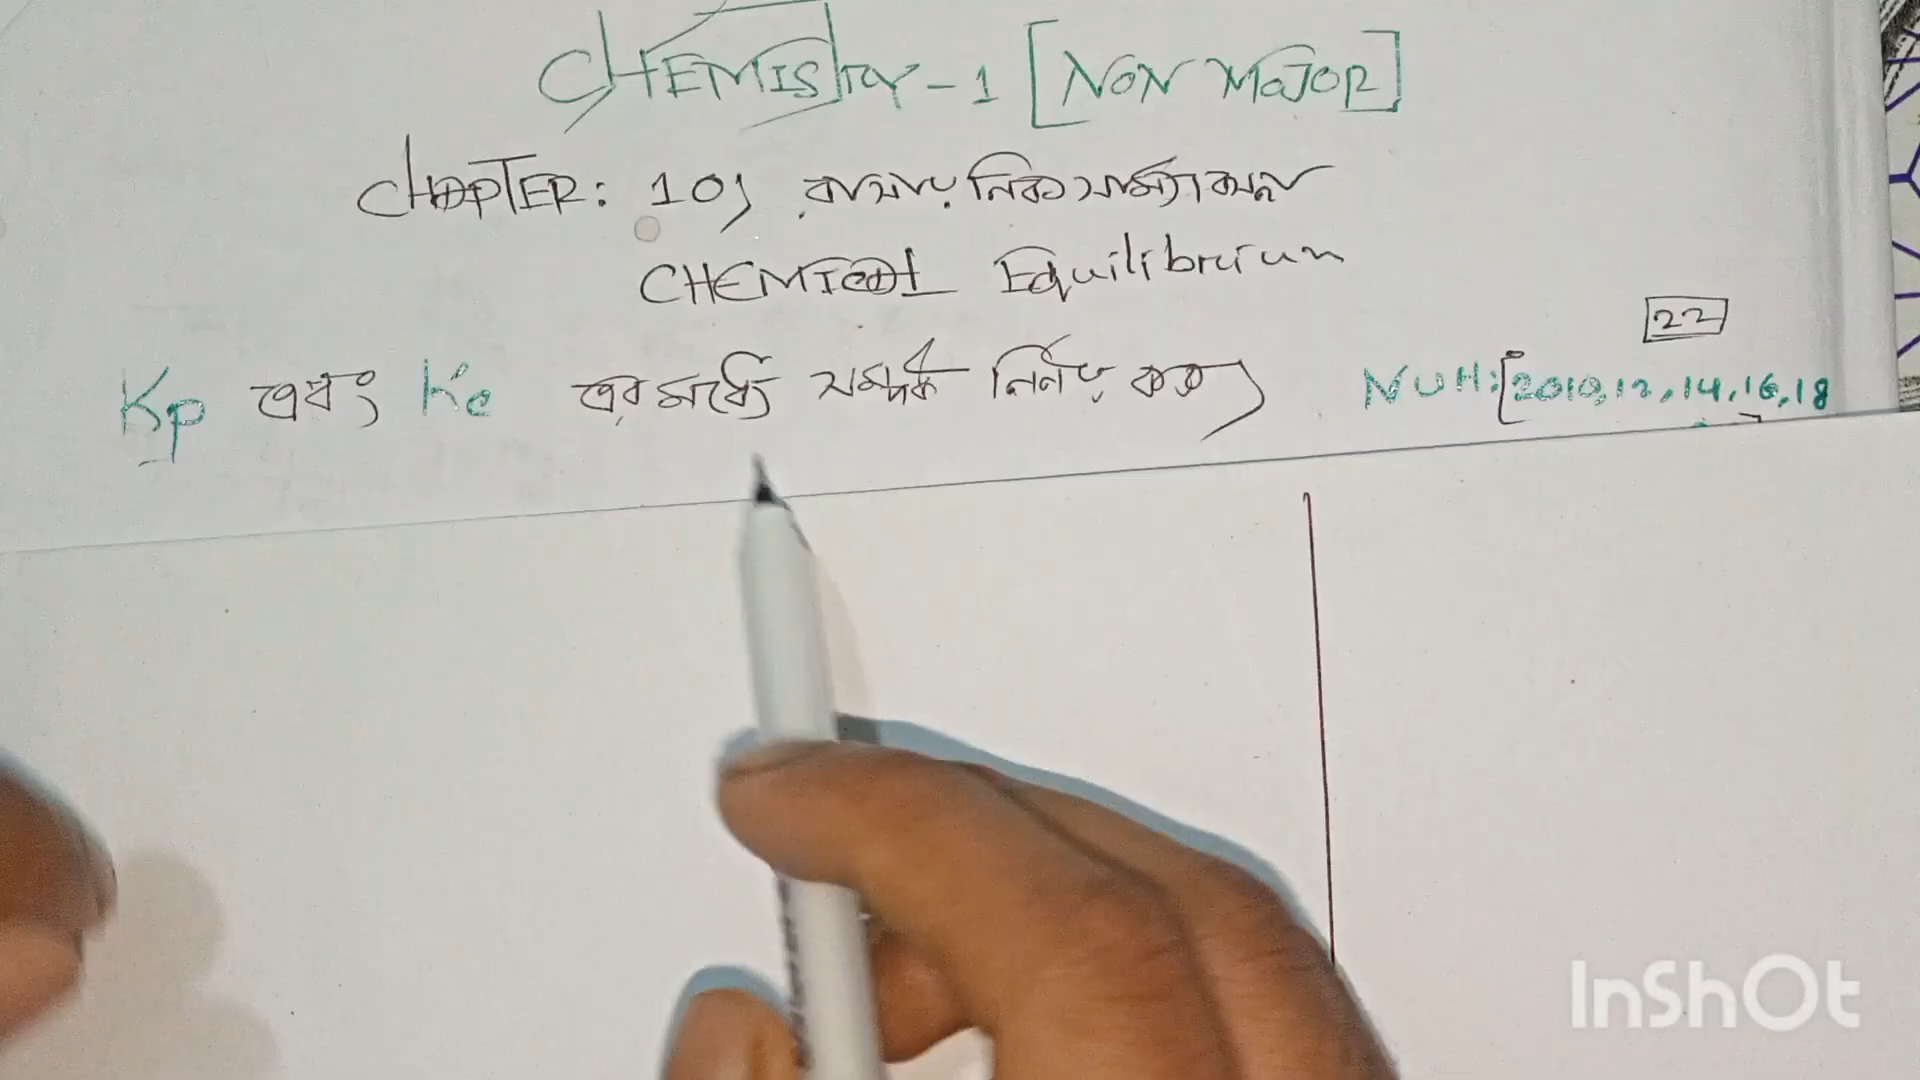 CHEMISTRY-1 [NON MAJOR]
CHAPTER: 10, রাসায়নিক সাম্যাবস্থা
CHEMICAL Equilibrium
22
Kp এবং Kc এর মধ্যে সম্পর্ক নির্ণয় কর। NUH:[2010,12,14,16,18
InShOt